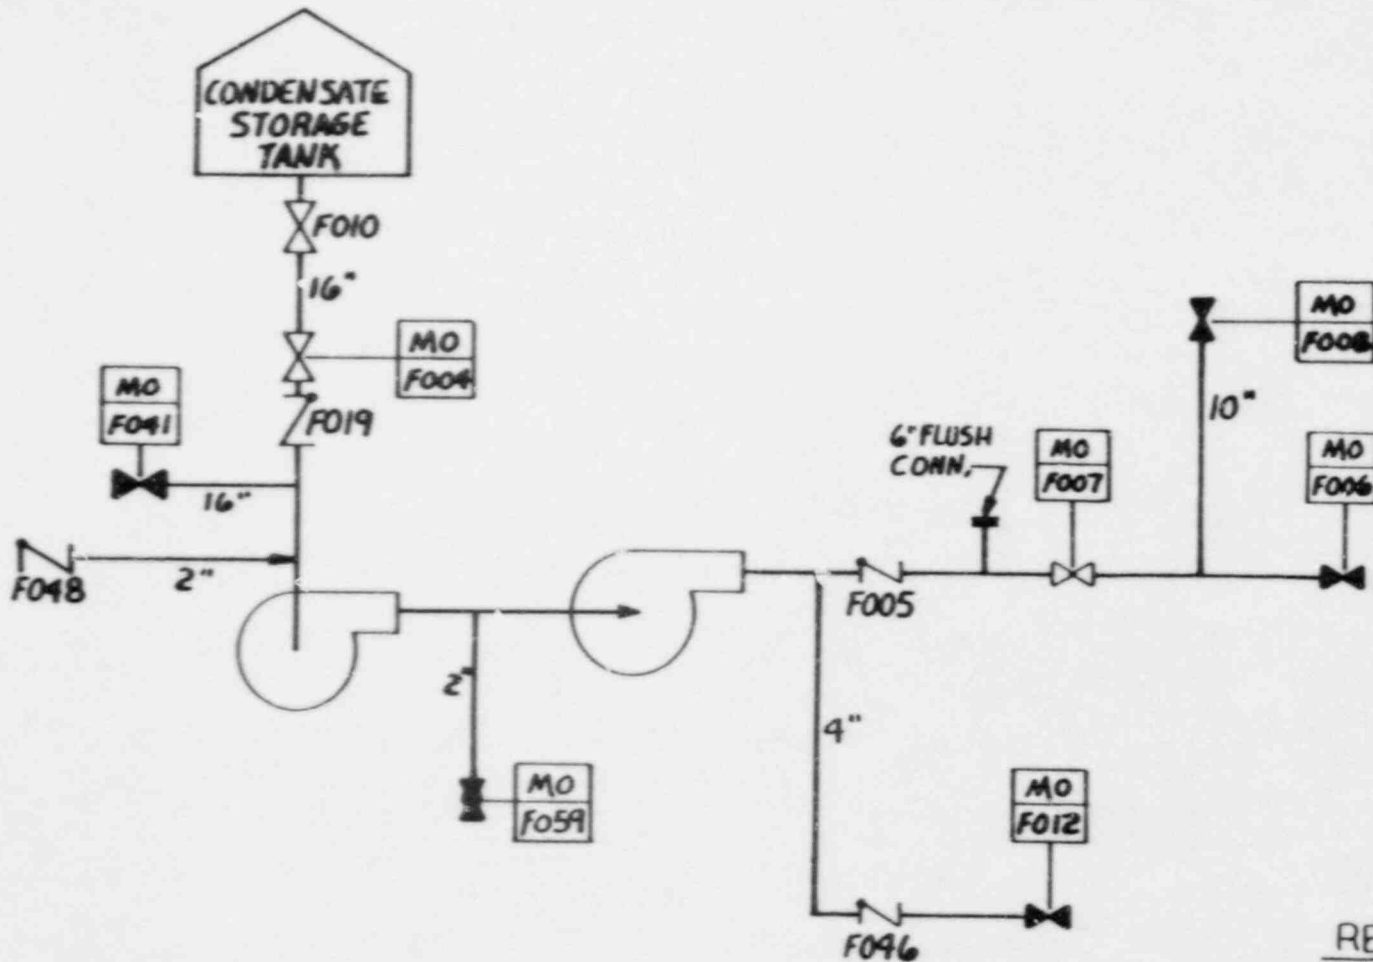 CONDENSATE
STORAGE
TANK
F010
16"
MO
F004
MO
F008
MO
F041
F019
10"
6" FLUSH
CONN.
MO
F007
MO
F006
16"
F048
2"
F005
2"
4"
MO
F059
MO
F012
F046
RE